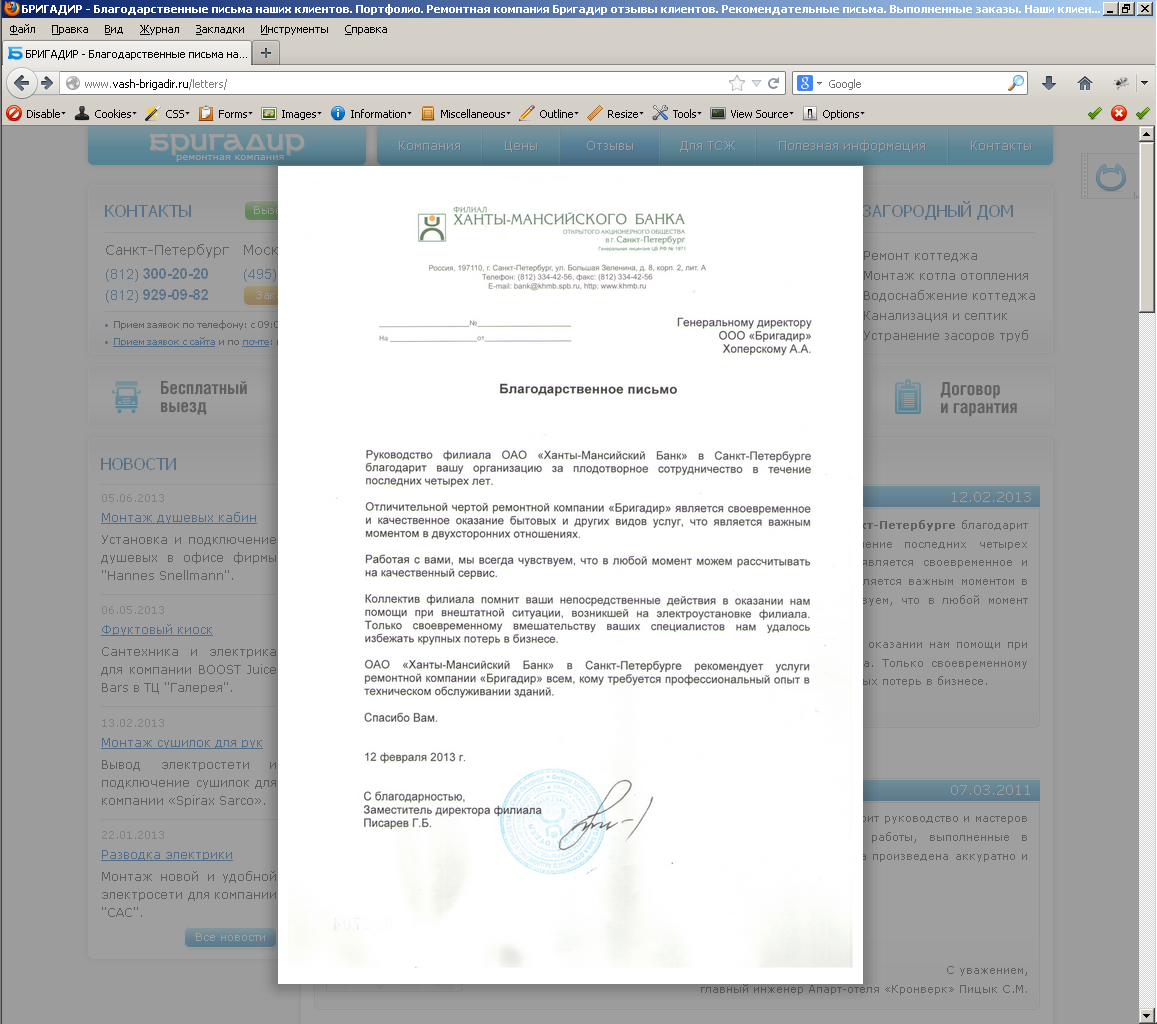 БРИГАДИР - Благодарственные письма наших клиентов. Портфолио. Ремонтная компания Бригадир отзывы клиентов. Рекомендательные письма. Выполненные заказы. Наши клиен...
Файл Правка Вид Журнал Закладки Инструменты Справка
БРИГАДИР - Благодарственные письма на...
www.vash-brigadir.ru/letters/
Google
Disable Cookies CSS Forms Images Information Miscellaneous Outline Resize Tools View Source Options
бригадир
ремонтная компания
Компания Цены Отзывы Для ТСЖ Полезная информация Контакты
КОНТАКТЫ
Санкт-Петербург
(812) 300-20-20 (495)
(812) 929-09-82
Прием заявок по телефону: с 09:0
Прием заявок с сайта и по почте:
Бесплатный
выезд
НОВОСТИ
05.06.2013
Монтаж душевых кабин
Установка и подключение
душевых в офисе фирмы
"Hannes Snellmann".
06.05.2013
Фруктовый киоск
Сантехника и электрика
для компании BOOST Juice
Bars в ТЦ "Галерея".
13.02.2013
Монтаж сушилок для рук
Вывод электросети и
подключение сушилок для
компании «Spirax Sarco».
22.01.2013
Разводка электрики
Монтаж новой и удобной
электросети для компании
"САС".
Все новости
ФИЛИАЛ
ХАНТЫ-МАНСИЙСКОГО БАНКА
ОТКРЫТОГО АКЦИОНЕРНОГО ОБЩЕСТВА
в г. Санкт-Петербург
Генеральная лицензия ЦБ РФ № 1971
Россия, 197110, г. Санкт-Петербург, ул. Большая Зеленина, д. 8, корп. 2, лит. А
Телефон: (812) 334-42-56, факс: (812) 334-42-56
E-mail: bank@khmb.spb.ru, http: www.khmb.ru
№
На от
Генеральному директору
ООО «Бригадир»
Хоперскому А.А.
Благодарственное письмо
Руководство филиала ОАО «Ханты-Мансийский Банк» в Санкт-Петербурге
благодарит вашу организацию за плодотворное сотрудничество в течение
последних четырех лет.
Отличительной чертой ремонтной компании «Бригадир» является своевременное
и качественное оказание бытовых и других видов услуг, что является важным
моментом в двухсторонних отношениях.
Работая с вами, мы всегда чувствуем, что в любой момент можем рассчитывать
на качественный сервис.
Коллектив филиала помнит ваши непосредственные действия в оказании нам
помощи при внештатной ситуации, возникшей на электроустановке филиала.
Только своевременному вмешательству ваших специалистов нам удалось
избежать крупных потерь в бизнесе.
ОАО «Ханты-Мансийский Банк» в Санкт-Петербурге рекомендует услуги
ремонтной компании «Бригадир» всем, кому требуется профессиональный опыт в
техническом обслуживании зданий.
Спасибо Вам.
12 февраля 2013 г.
С благодарностью,
Заместитель директора филиала
Писарев Г.Б.
ЗАГОРОДНЫЙ ДОМ
Ремонт коттеджа
Монтаж котла отопления
Водоснабжение коттеджа
Канализация и септик
Устранение засоров труб
Договор
и гарантия
12.02.2013
кт-Петербурге благодарит
ение последних четырех
является своевременное и
ляется важным моментом в
вуем, что в любой момент
оказании нам помощи при
а. Только своевременному
ых потерь в бизнесе.
07.03.2011
рит руководство и мастеров
работы, выполненные в
а произведена аккуратно и
С уважением,
главный инженер Апарт-отеля «Кронверк» Пицык С.М.